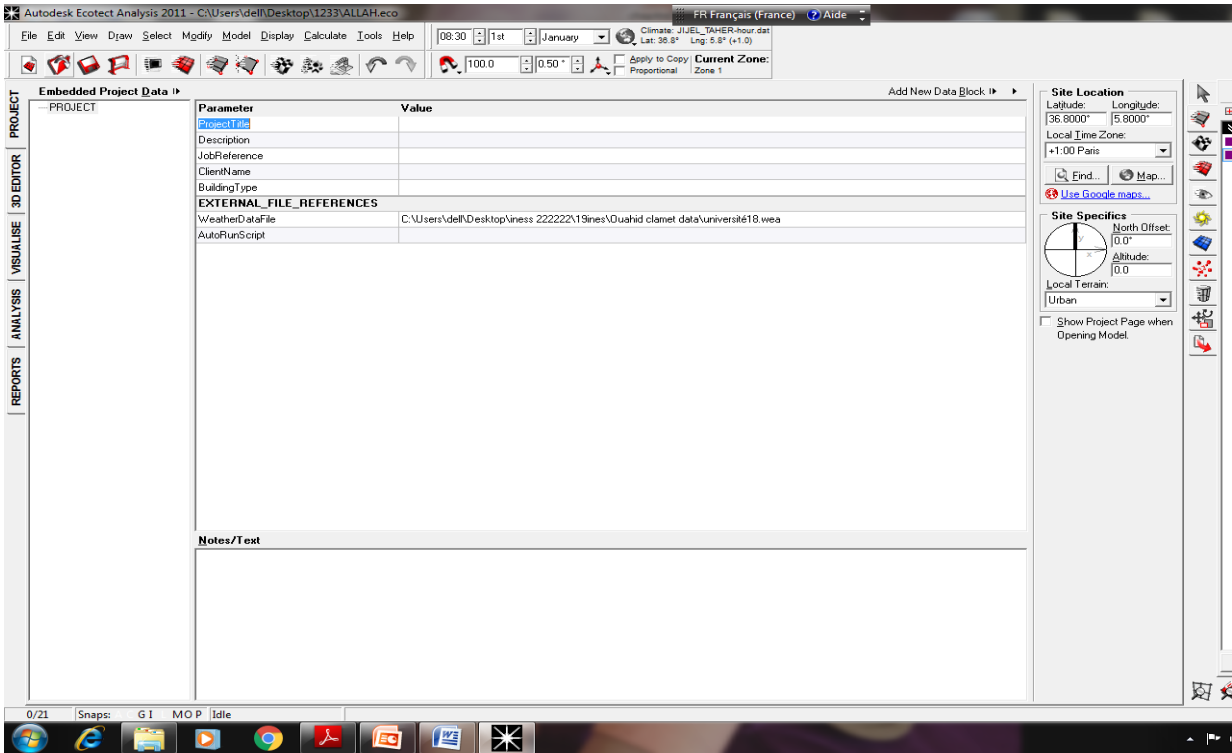 Autodesk Ecotect Analysis 2011 - C:\Users\dell\Desktop\1233\ALLAH.eco
FR Français (France) Aide
File Edit View Draw Select Modify Model Display Calculate Tools Help
08:30 1st January
Climate: JIJEL_TAHER-hour.dat
Lat: 36.8° Lng: 5.8° (+1.0)
100.0 0.50 °
Apply to Copy
Proportional
Current Zone:
Zone 1
PROJECT
3D EDITOR
VISUALISE
ANALYSIS
REPORTS
Embedded Project Data
PROJECT
Add New Data Block
Parameter Value
ProjectTitle
Description
JobReference
ClientName
BuildingType
EXTERNAL_FILE_REFERENCES
WeatherDataFile C:\Users\dell\Desktop\iness 222222\19ines\Ouahid clamet data\université18.wea
AutoRunScript
Notes/Text
Site Location
Latitude: Longitude:
36.8000° 5.8000°
Local Time Zone:
+1:00 Paris
Find... Map...
Use Google maps...
Site Specifics
North Offset:
0.0°
y
x
Altitude:
0.0
Local Terrain:
Urban
Show Project Page when
Opening Model.
0/21 Snaps: G I M O P Idle